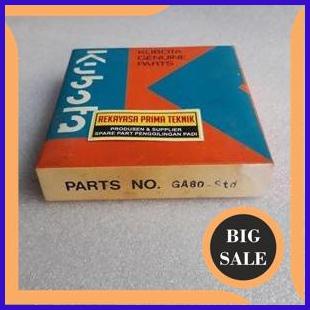 Kubota
KUBOTA
GENUINE
PARTS
REKAYASA PRIMA TEKNIK
PRODUSEN & SUPPLIER
SPARE PART PENGGILINGAN PADI
PARTS NO. GA80-Std
BIG
SALE